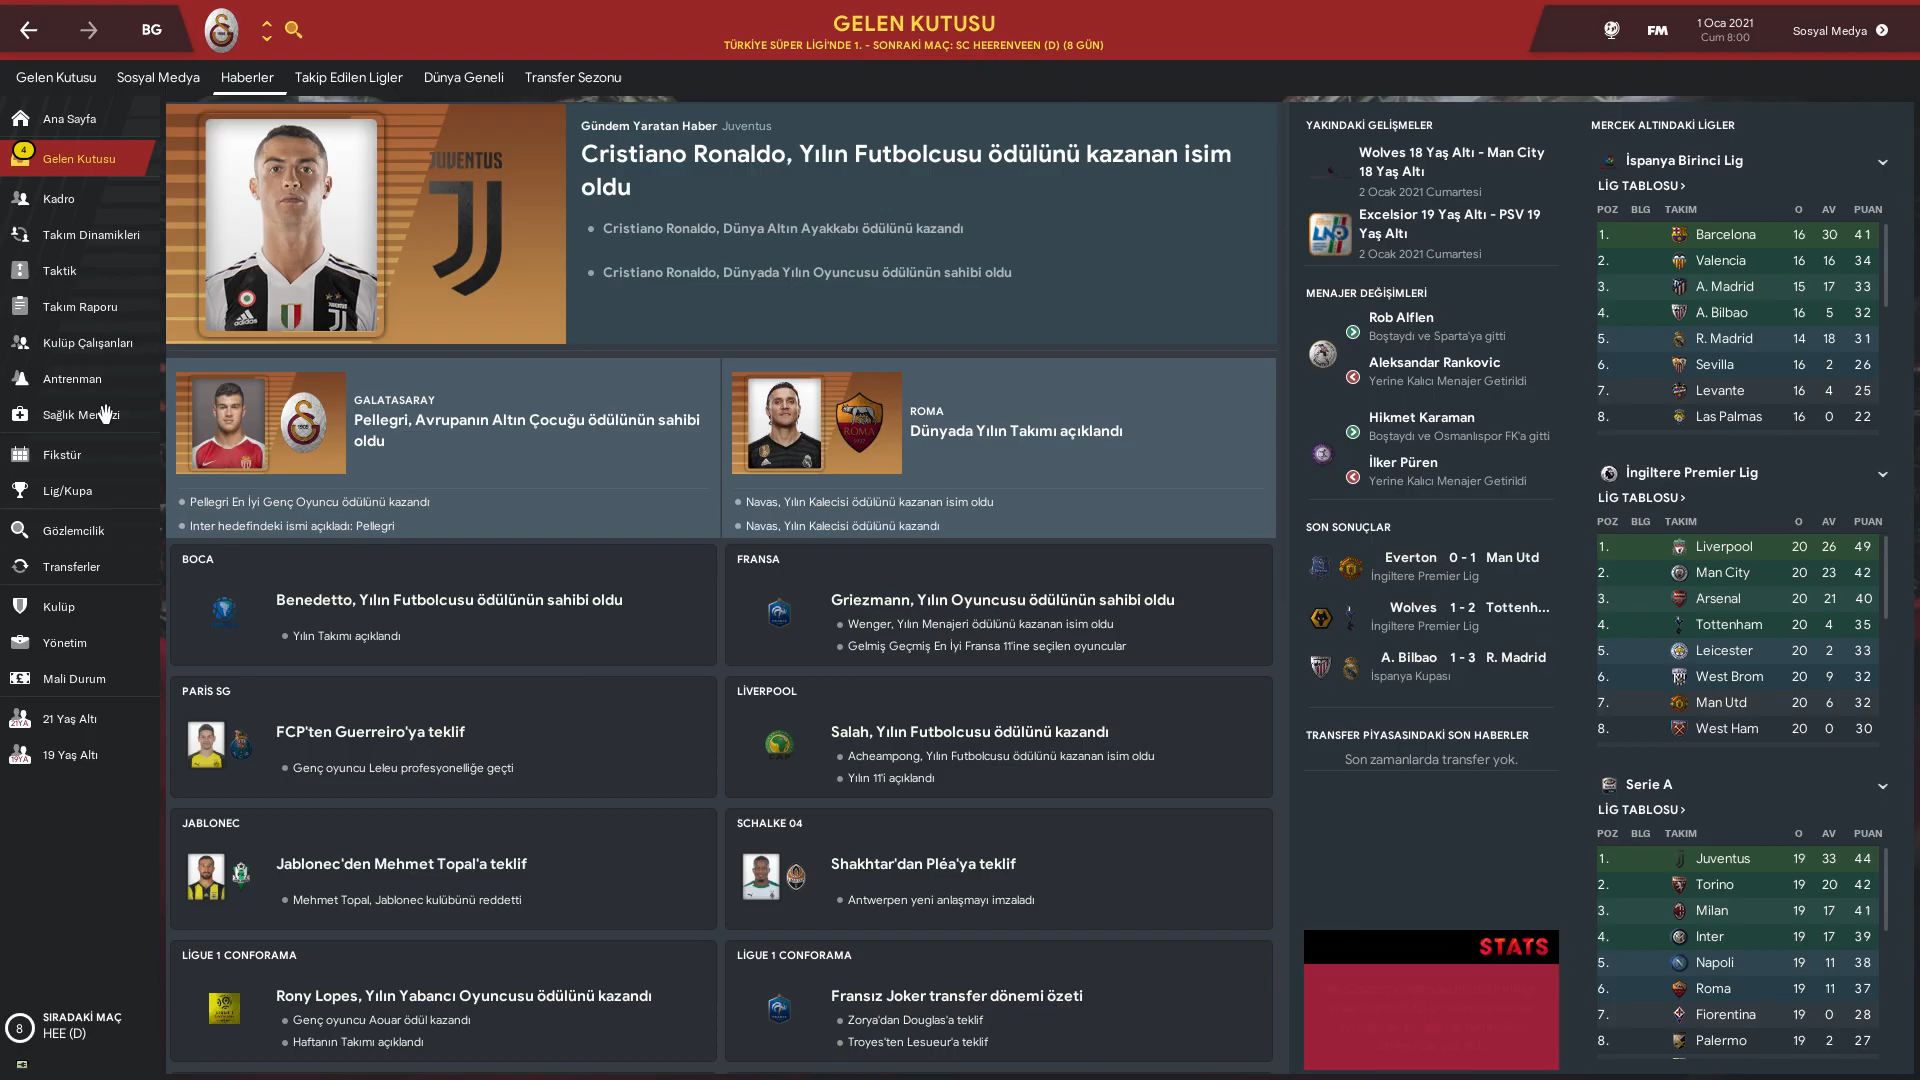 BG
GELEN KUTUSU
TÜRKİYE SÜPER LİGİ'NDE 1. - SONRAKİ MAÇ: SC HEERENVEEN (D) (8 GÜN)
FM
1 Oca 2021
Cum 8:00
Sosyal Medya
Gelen Kutusu
Sosyal Medya
Haberler
Takip Edilen Ligler
Dünya Geneli
Transfer Sezonu
Ana Sayfa
4
Gelen Kutusu
Kadro
Takım Dinamikleri
Taktik
Takım Raporu
Kulüp Çalışanları
Antrenman
Sağlık Merkezi
Fikstür
Lig/Kupa
Gözlemcilik
Transferler
Kulüp
Yönetim
Mali Durum
21YA
21 Yaş Altı
19YA
19 Yaş Altı
8
SIRADAKİ MAÇ
HEE (D)
JUVENTUS
adidas
Gündem Yaratan Haber Juventus
Cristiano Ronaldo, Yılın Futbolcusu ödülünü kazanan isim
oldu
Cristiano Ronaldo, Dünya Altın Ayakkabı ödülünü kazandı
Cristiano Ronaldo, Dünyada Yılın Oyuncusu ödülünün sahibi oldu
GALATASARAY
Pellegri, Avrupanın Altın Çocuğu ödülünün sahibi
oldu
Pellegri En İyi Genç Oyuncu ödülünü kazandı
Inter hedefindeki ismi açıkladı: Pellegri
ROMA
ROMA
1927
Dünyada Yılın Takımı açıklandı
Navas, Yılın Kalecisi ödülünü kazanan isim oldu
Navas, Yılın Kalecisi ödülünü kazandı
BOCA
Benedetto, Yılın Futbolcusu ödülünün sahibi oldu
Yılın Takımı açıklandı
FRANSA
Griezmann, Yılın Oyuncusu ödülünün sahibi oldu
Wenger, Yılın Menajeri ödülünü kazanan isim oldu
Gelmiş Geçmiş En İyi Fransa 11'ine seçilen oyuncular
PARİS SG
FCP'ten Guerreiro'ya teklif
Genç oyuncu Leleu profesyonelliğe geçti
LİVERPOOL
Salah, Yılın Futbolcusu ödülünü kazandı
Acheampong, Yılın Futbolcusu ödülünü kazanan isim oldu
Yılın 11'i açıklandı
JABLONEC
Jablonec'den Mehmet Topal'a teklif
Mehmet Topal, Jablonec kulübünü reddetti
SCHALKE 04
Shakhtar'dan Pléa'ya teklif
Antwerpen yeni anlaşmayı imzaladı
LİGUE 1 CONFORAMA
Rony Lopes, Yılın Yabancı Oyuncusu ödülünü kazandı
Genç oyuncu Aouar ödül kazandı
Haftanın Takımı açıklandı
LİGUE 1 CONFORAMA
Fransız Joker transfer dönemi özeti
Zorya'dan Douglas'a teklif
Troyes'ten Lesueur'a teklif
YAKINDAKİ GELİŞMELER
Wolves 18 Yaş Altı - Man City
18 Yaş Altı
2 Ocak 2021 Cumartesi
Excelsior 19 Yaş Altı - PSV 19
Yaş Altı
2 Ocak 2021 Cumartesi
MENAJER DEĞİŞİMLERİ
Rob Alflen
Boştaydı ve Sparta'ya gitti
Aleksandar Rankovic
Yerine Kalıcı Menajer Getirildi
Hikmet Karaman
Boştaydı ve Osmanlıspor FK'a gitti
İlker Püren
Yerine Kalıcı Menajer Getirildi
SON SONUÇLAR
Everton 0 - 1 Man Utd
İngiltere Premier Lig
Wolves 1 - 2 Tottenh...
İngiltere Premier Lig
A. Bilbao 1 - 3 R. Madrid
İspanya Kupası
TRANSFER PİYASASINDAKİ SON HABERLER
Son zamanlarda transfer yok.
STATS
MERCEK ALTINDAKİ LİGLER
İspanya Birinci Lig
LİG TABLOSU >
POZ BLG TAKIM O AV PUAN
1. Barcelona 16 30 41
2. Valencia 16 16 34
3. A. Madrid 15 17 33
4. A. Bilbao 16 5 32
5. R. Madrid 14 18 31
6. Sevilla 16 2 26
7. Levante 16 4 25
8. Las Palmas 16 0 22
İngiltere Premier Lig
LİG TABLOSU >
POZ BLG TAKIM O AV PUAN
1. Liverpool 20 26 49
2. Man City 20 23 42
3. Arsenal 20 21 40
4. Tottenham 20 4 35
5. Leicester 20 2 33
6. West Brom 20 9 32
7. Man Utd 20 6 32
8. West Ham 20 0 30
Serie A
LİG TABLOSU >
POZ BLG TAKIM O AV PUAN
1. Juventus 19 33 44
2. Torino 19 20 42
3. Milan 19 17 41
4. Inter 19 17 39
5. Napoli 19 11 38
6. Roma 19 11 37
7. Fiorentina 19 0 28
8. Palermo 19 2 27